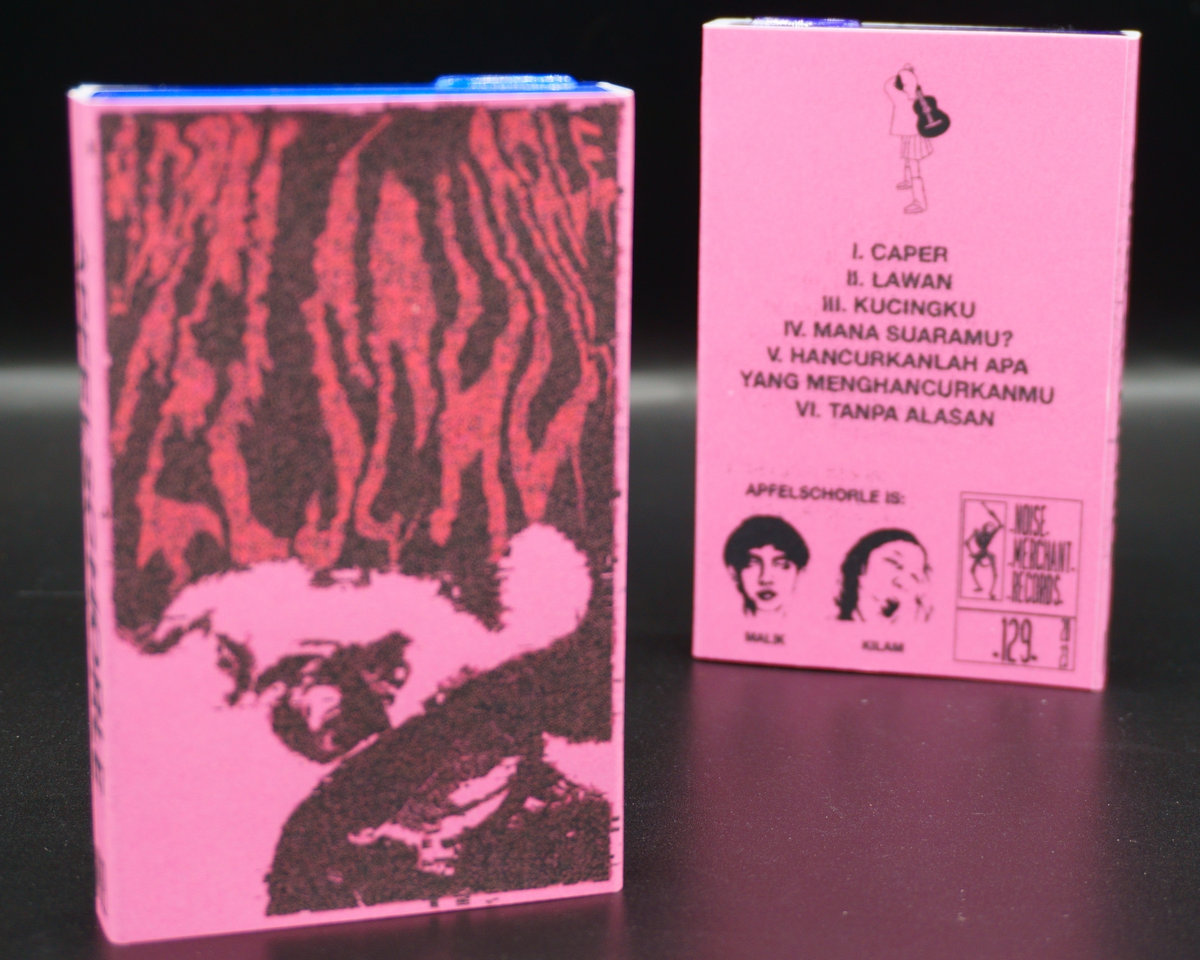 I. CAPER
II. LAWAN
III. KUCINGKU
IV. MANA SUARAMU?
V. HANCURKANLAH APA
YANG MENGHANCURKANMU
VI. TANPA ALASAN
APFELSCHORLE IS:
MALIK
KILAM
NOISE
MERCHANT
RECORDS
129